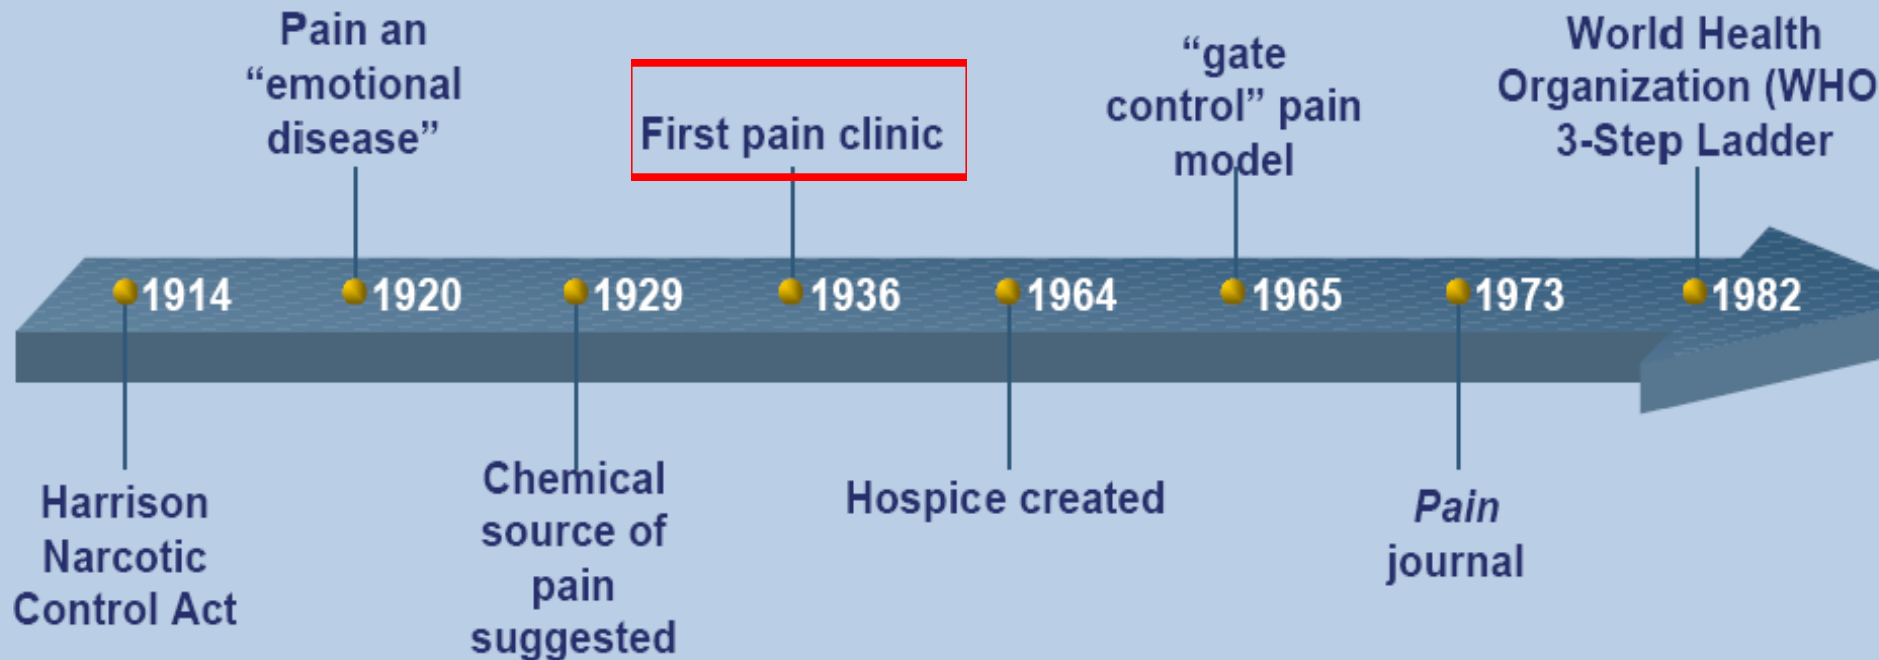 Pain an
“emotional
disease”
First pain clinic
“gate
control” pain
model
World Health
Organization (WHO
3-Step Ladder
1914
1920
1929
1936
1964
1965
1973
1982
Harrison
Narcotic
Control Act
Chemical
source of
pain
suggested
Hospice created
Pain
journal